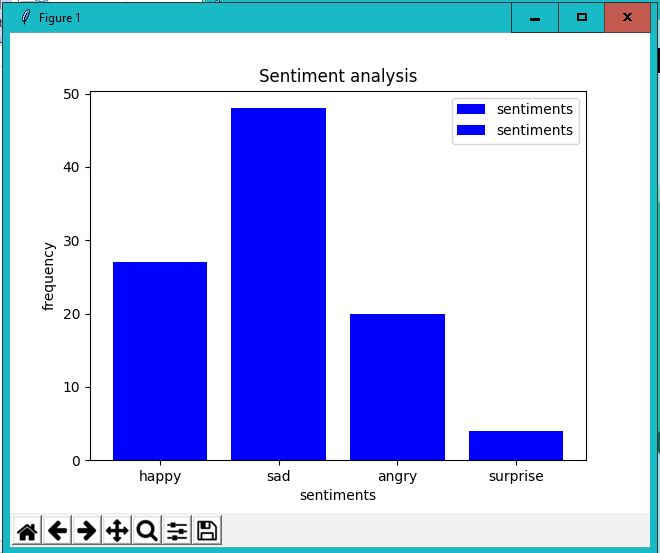 Figure 1
Sentiment analysis
sentiments
sentiments
50
40
30
20
10
0
frequency
happy sad angry surprise
sentiments